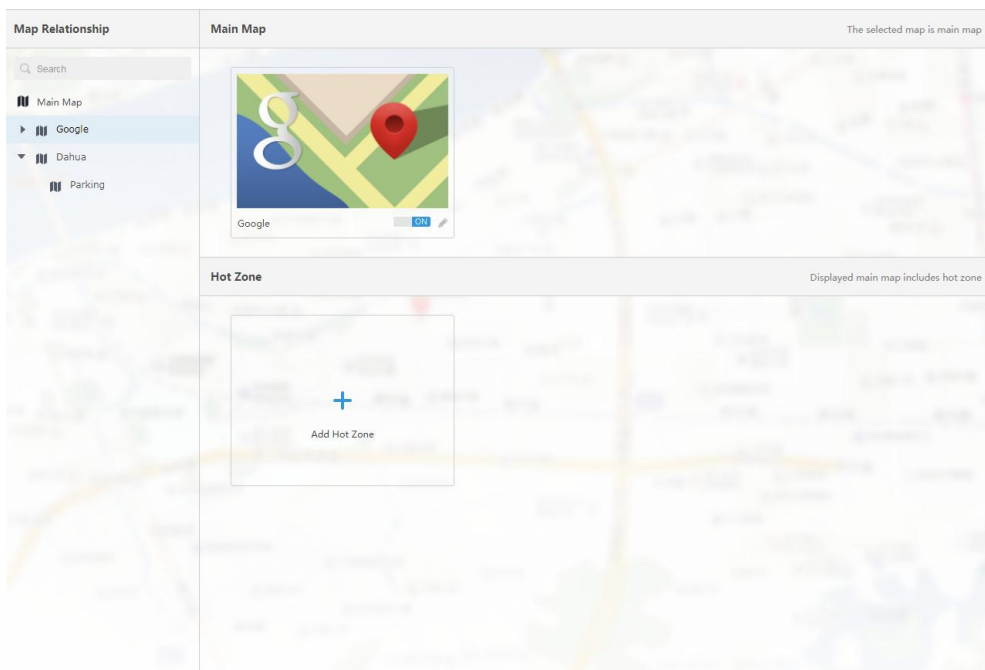 Map Relationship
Search
Main Map
Google
Dahua
Parking
Main Map
The selected map is main map
g
Google
ON
Hot Zone
Displayed main map includes hot zone
Add Hot Zone